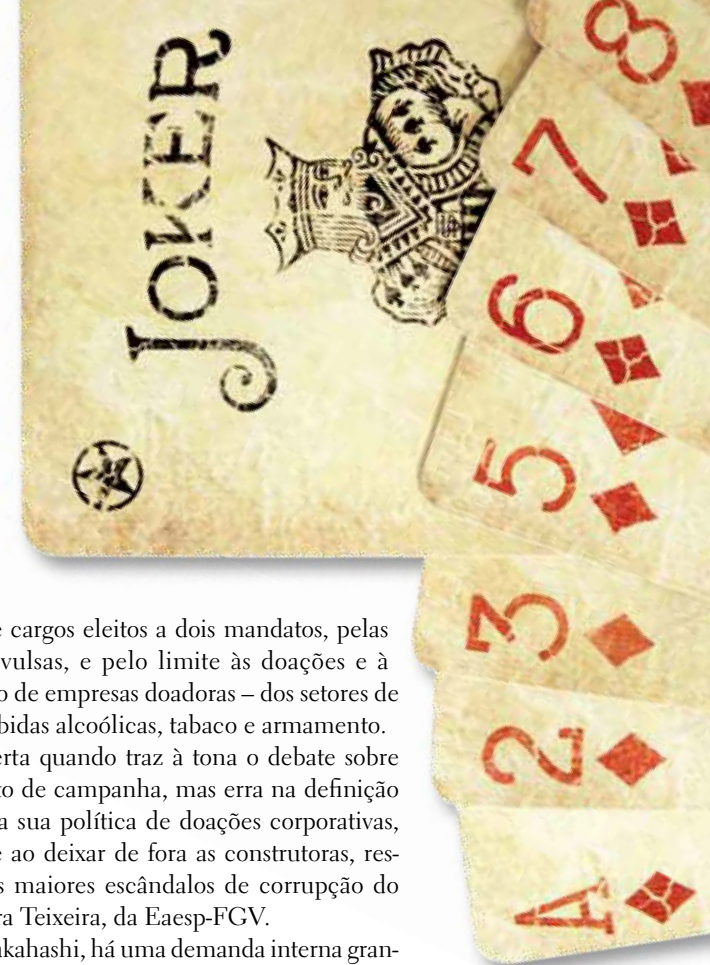 JOKER
8
7
6
5
3
2
A
e cargos eleitos a dois mandatos, pelas
vulsas, e pelo limite às doações e à
o de empresas doadoras – dos setores de
bidas alcoólicas, tabaco e armamento.
erta quando traz à tona o debate sobre
to de campanha, mas erra na definição
a sua política de doações corporativas,
e ao deixar de fora as construtoras, res-
s maiores escândalos de corrupção do
ra Teixeira, da Eaesp-FGV.
akahashi, há uma demanda interna gran-